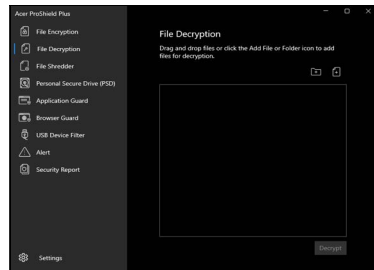 Acer ProShield Plus
File Encryption
File Decryption
File Shredder
Personal Secure Drive (PSD)
Application Guard
Browser Guard
USB Device Filter
Alert
Security Report
Settings
File Decryption
Drag and drop files or click the Add File or Folder icon to add
files for decryption.
Decrypt